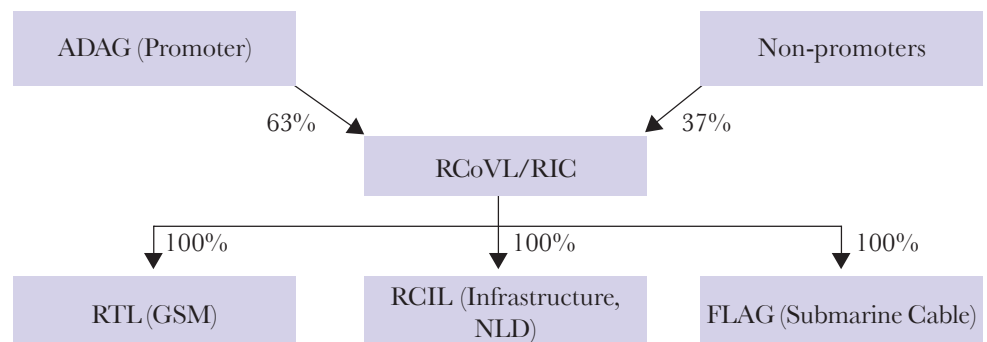 ADAG (Promoter)
Non-promoters
63%
37%
RCoVL/RIC
100%
100%
100%
RTL (GSM)
RCIL (Infrastructure,
NLD)
FLAG (Submarine Cable)